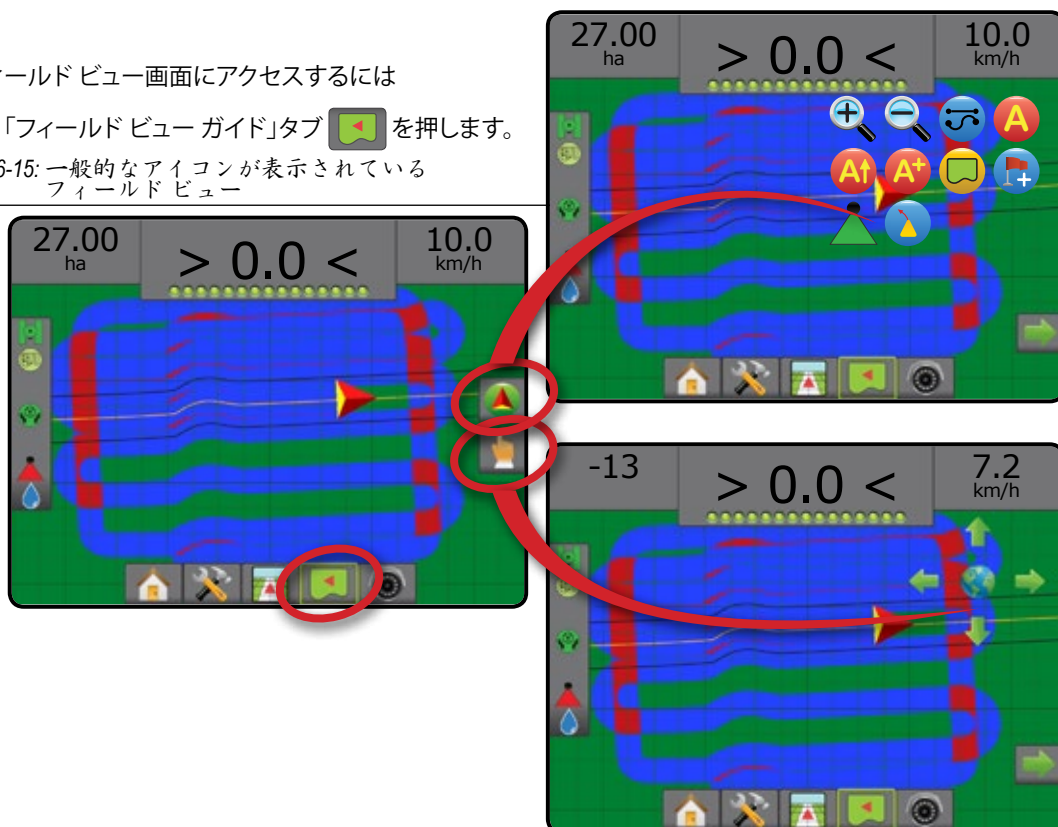 ールド ビュー画面にアクセスするには
「フィールド ビュー ガイド」タブ を押します。
6-15: 一般的なアイコンが表示されている
フィールド ビュー
27.00
ha
> 0.0 <
10.0
km/h
A
A
A+
27.00
ha
> 0.0 <
10.0
km/h
-13
> 0.0 <
7.2
km/h